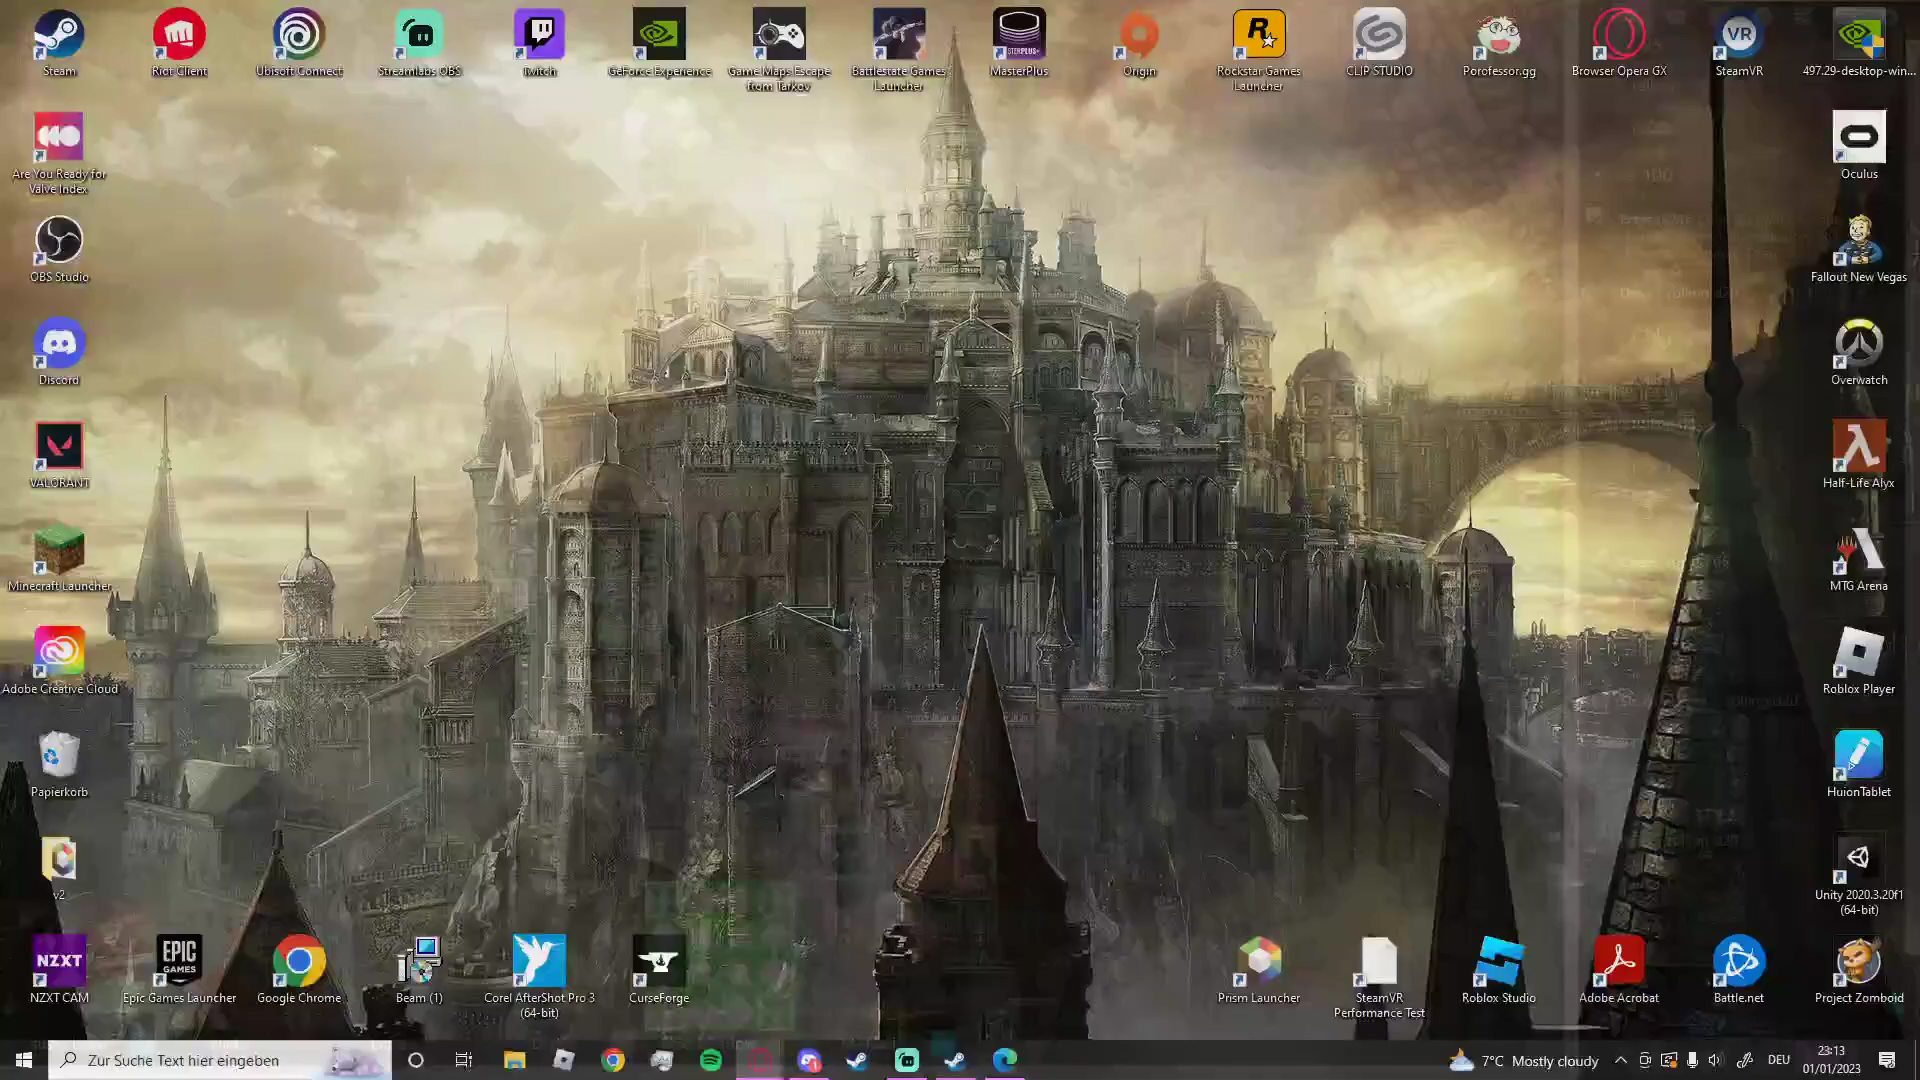 Steam
Riot Client
Ubisoft Connect
Streamlabs OBS
Twitch
GeForce Experience
Game Maps Escape
from Tarkov
Battlestate Games
Launcher
STERPLUS+
MasterPlus
Origin
R
Rockstar Games
Launcher
CLIP STUDIO
Porofessor.gg
Browser Opera GX
VR
SteamVR
497.29-desktop-win...
Are You Ready for
Valve Index
Oculus
OBS Studio
Fallout New Vegas
Discord
Overwatch
VALORANT
Half-Life Alyx
Minecraft Launcher
MTG Arena
Adobe Creative Cloud
Roblox Player
Papierkorb
HuionTablet
v2
Unity 2020.3.20f1
(64-bit)
NZXT
NZXT CAM
EPIC
GAMES
Epic Games Launcher
Google Chrome
Beam (1)
Corel AfterShot Pro 3
(64-bit)
CurseForge
Prism Launcher
SteamVR
Performance Test
Roblox Studio
Adobe Acrobat
Battle.net
Project Zomboid
Zur Suche Text hier eingeben
7°C Mostly cloudy
DEU
23:13
01/01/2023